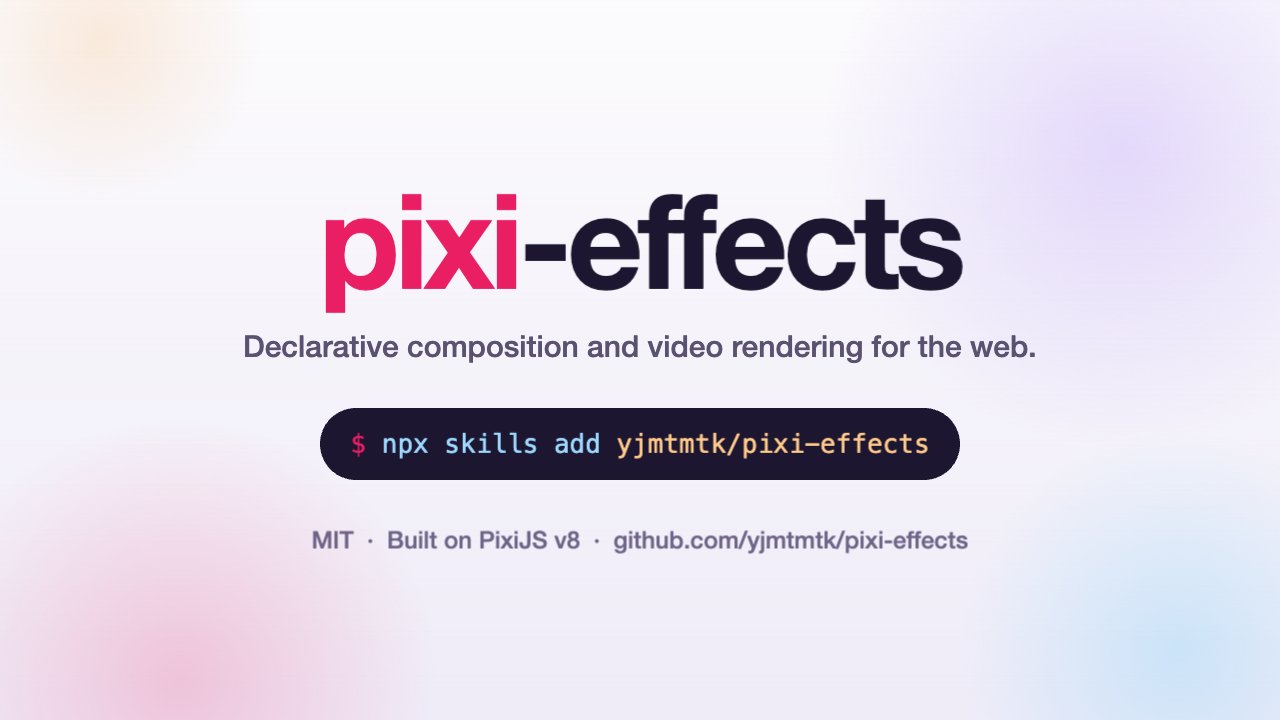 pixi-effects
Declarative composition and video rendering for the web.
$ npx skills add yjmtmtk/pixi-effects
MIT · Built on PixiJS v8 · github.com/yjmtmtk/pixi-effects